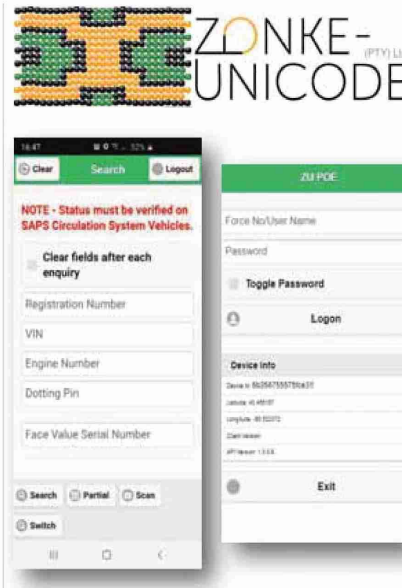 ZONKE-
(PTY) Lt
UNICODE
16:47
Clear
Search
Logout
NOTE - Status must be verified on
SAPS Circulation System Vehicles.
Clear fields after each
enquiry
Registration Number
VIN
Engine Number
Dotting Pin
Face Value Serial Number
Search
Partial
Scan
Switch
ZU POE
Force No/User Name
Password
Toggle Password
Logon
Device Info
Exit